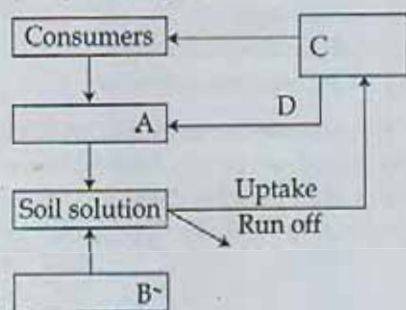 Consumers
C
A
D
Soil solution
Uptake
Run off
B~